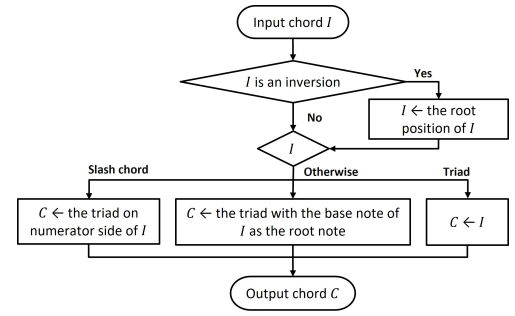 Input chord I
I is an inversion
Yes
I ← the root
position of I
No
I
Slash chord
Otherwise
Triad
C ← the triad on
numerator side of I
C ← the triad with the base note of
I as the root note
C ← I
Output chord C